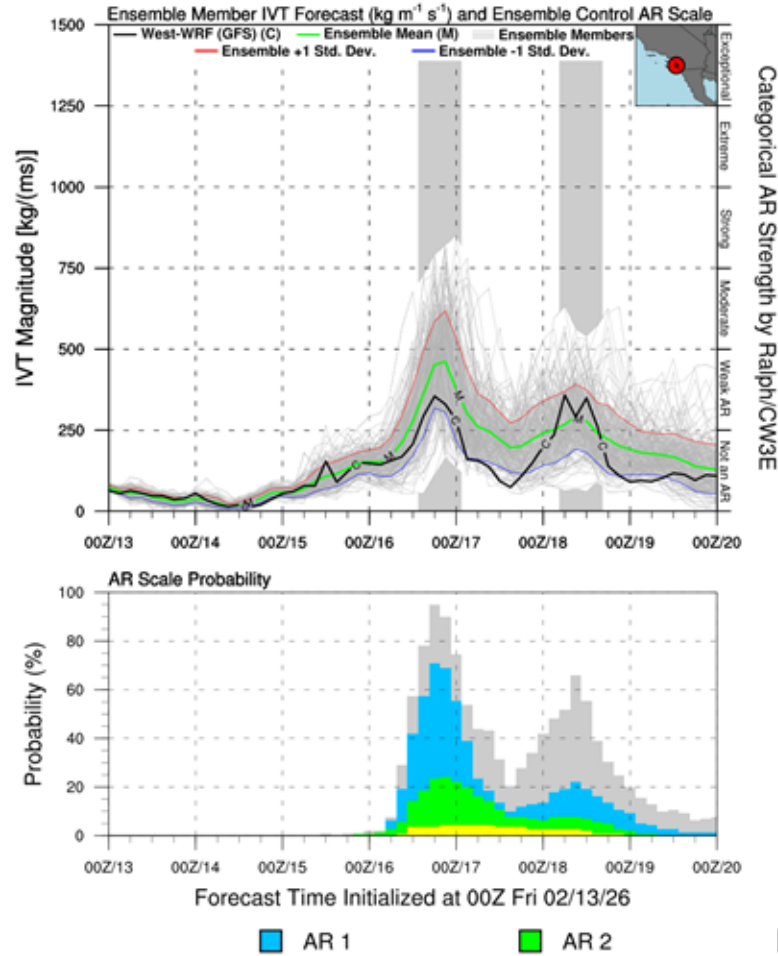 Ensemble Member IVT Forecast (kg m⁻¹ s⁻¹) and Ensemble Control AR Scale
West-WRF (GFS) (C) Ensemble Mean (M) Ensemble Members
Ensemble +1 Std. Dev. Ensemble -1 Std. Dev.
IVT Magnitude [kg/(ms)]
1500
1250
1000
750
500
250
0
Exceptional
Extreme
Strong
Moderate
Weak AR
Not an AR
Categorical AR Strength by Ralph/CW3E
M
C
M
M
C
C
M
C
00Z/13 00Z/14 00Z/15 00Z/16 00Z/17 00Z/18 00Z/19 00Z/20
AR Scale Probability
Probability (%)
100
80
60
40
20
0
00Z/13 00Z/14 00Z/15 00Z/16 00Z/17 00Z/18 00Z/19 00Z/20
Forecast Time Initialized at 00Z Fri 02/13/26
AR 1 AR 2